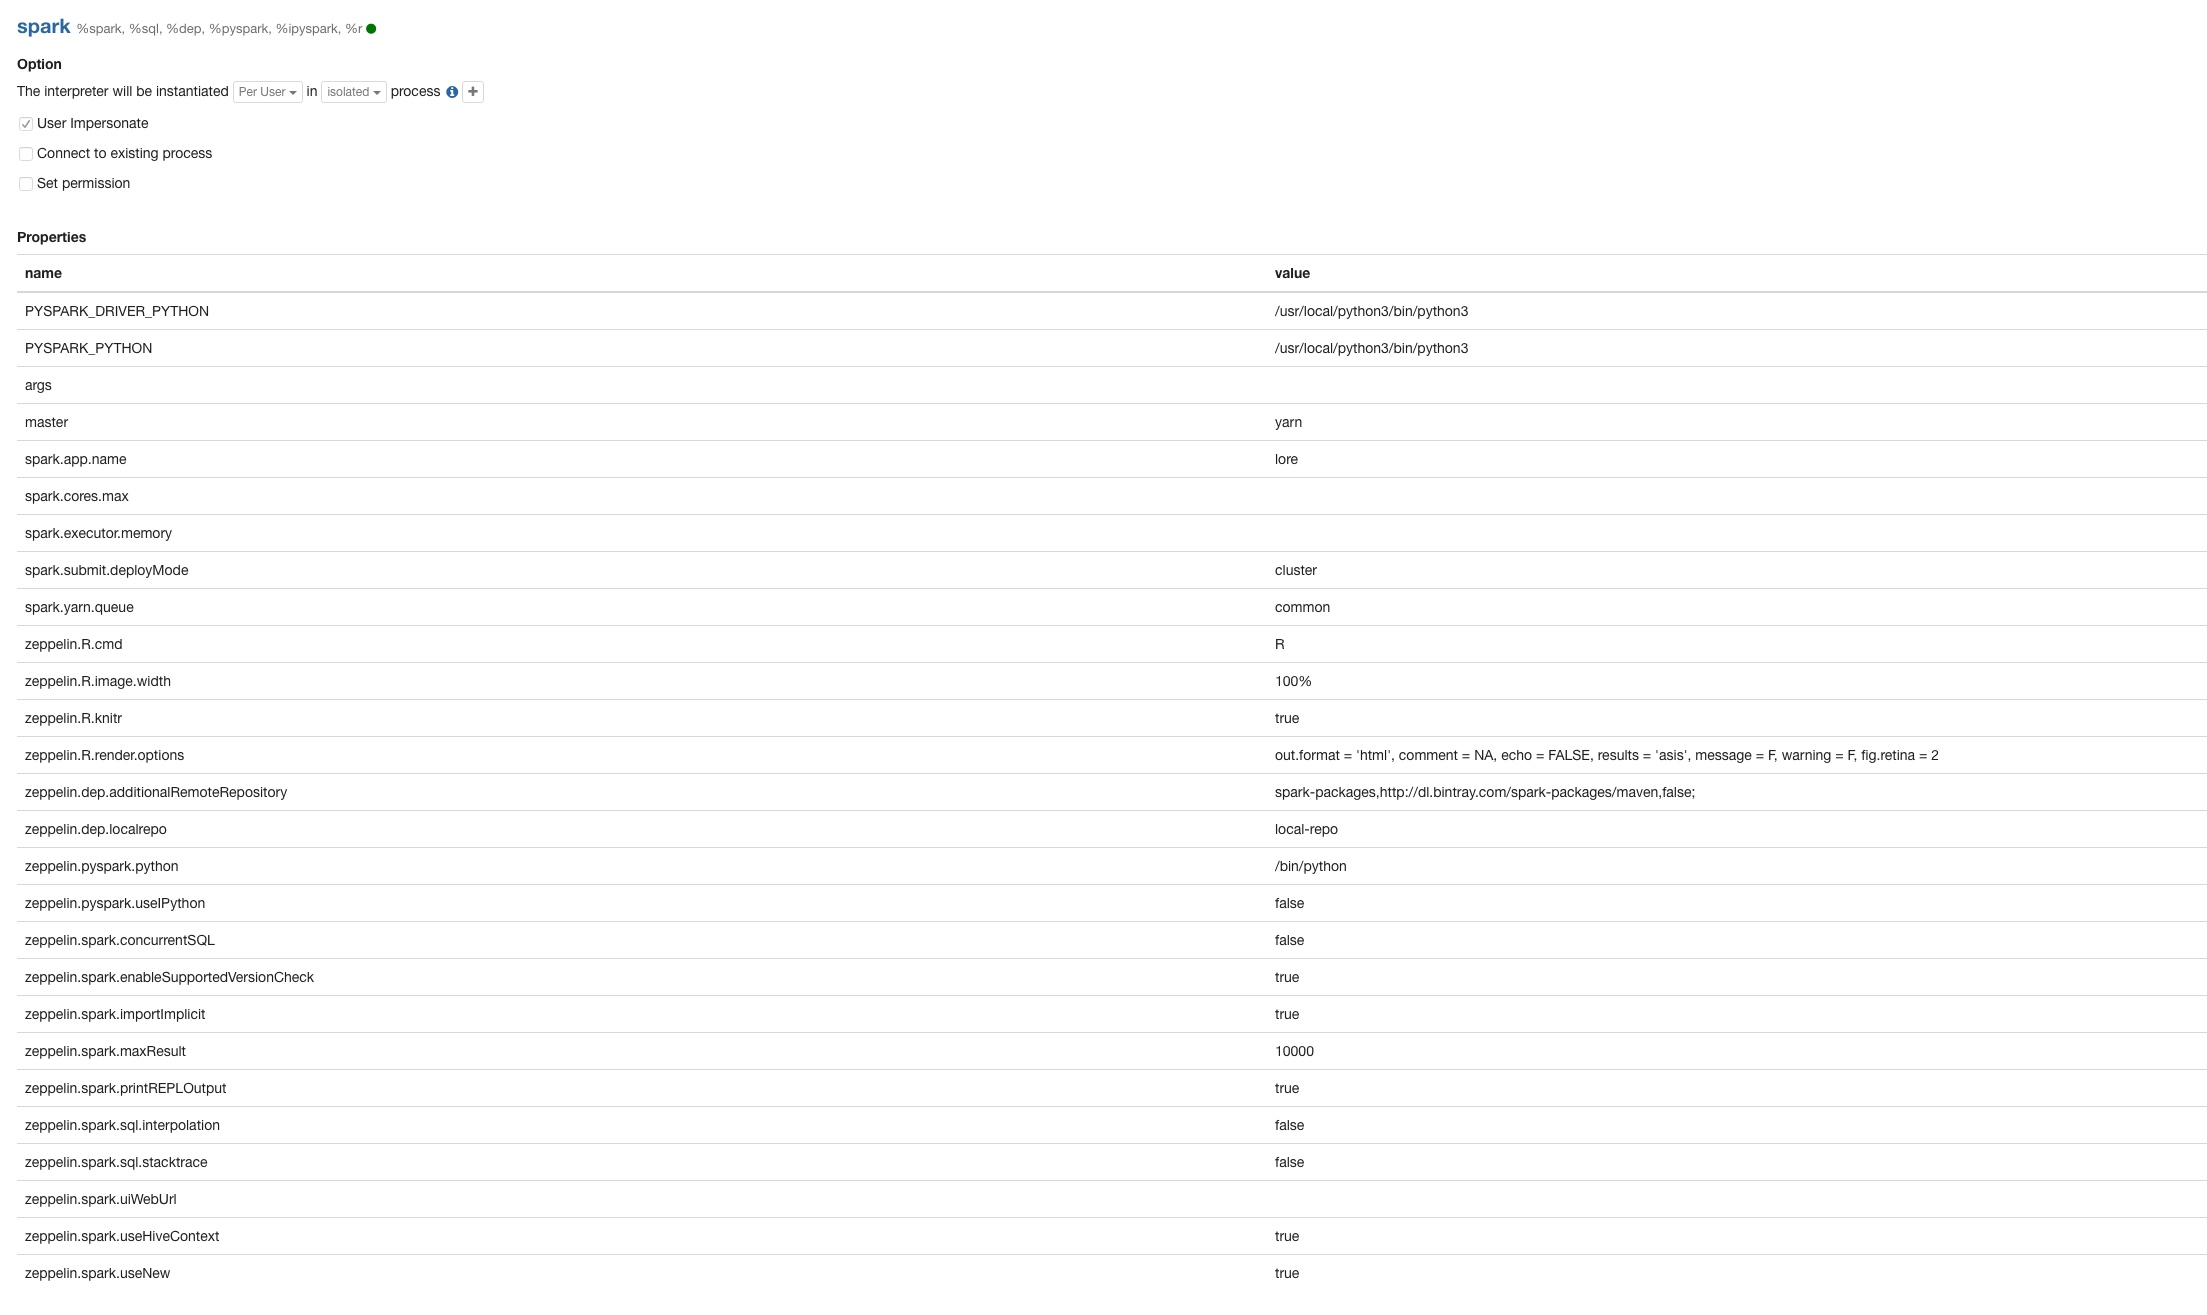 spark %spark, %sql, %dep, %pyspark, %ipyspark, %r
Option
The interpreter will be instantiated Per User in isolated process
User Impersonate
Connect to existing process
Set permission
Properties
name value
PYSPARK_DRIVER_PYTHON /usr/local/python3/bin/python3
PYSPARK_PYTHON /usr/local/python3/bin/python3
args
master yarn
spark.app.name lore
spark.cores.max
spark.executor.memory
spark.submit.deployMode cluster
spark.yarn.queue common
zeppelin.R.cmd R
zeppelin.R.image.width 100%
zeppelin.R.knitr true
zeppelin.R.render.options out.format = 'html', comment = NA, echo = FALSE, results = 'asis', message = F, warning = F, fig.retina = 2
zeppelin.dep.additionalRemoteRepository spark-packages,http://dl.bintray.com/spark-packages/maven,false;
zeppelin.dep.localrepo local-repo
zeppelin.pyspark.python /bin/python
zeppelin.pyspark.useIPython false
zeppelin.spark.concurrentSQL false
zeppelin.spark.enableSupportedVersionCheck true
zeppelin.spark.importImplicit true
zeppelin.spark.maxResult 10000
zeppelin.spark.printREPLOutput true
zeppelin.spark.sql.interpolation false
zeppelin.spark.sql.stacktrace false
zeppelin.spark.uiWebUrl
zeppelin.spark.useHiveContext true
zeppelin.spark.useNew true